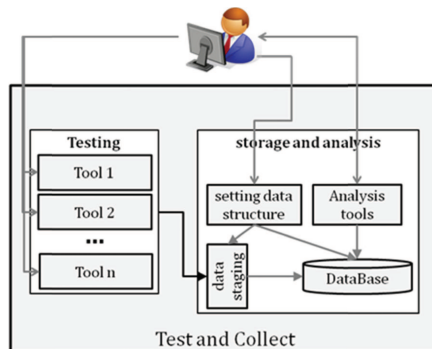 Testing
Tool 1
Tool 2
...
Tool n
storage and analysis
setting data
structure
Analysis
tools
data
staging
DataBase
Test and Collect